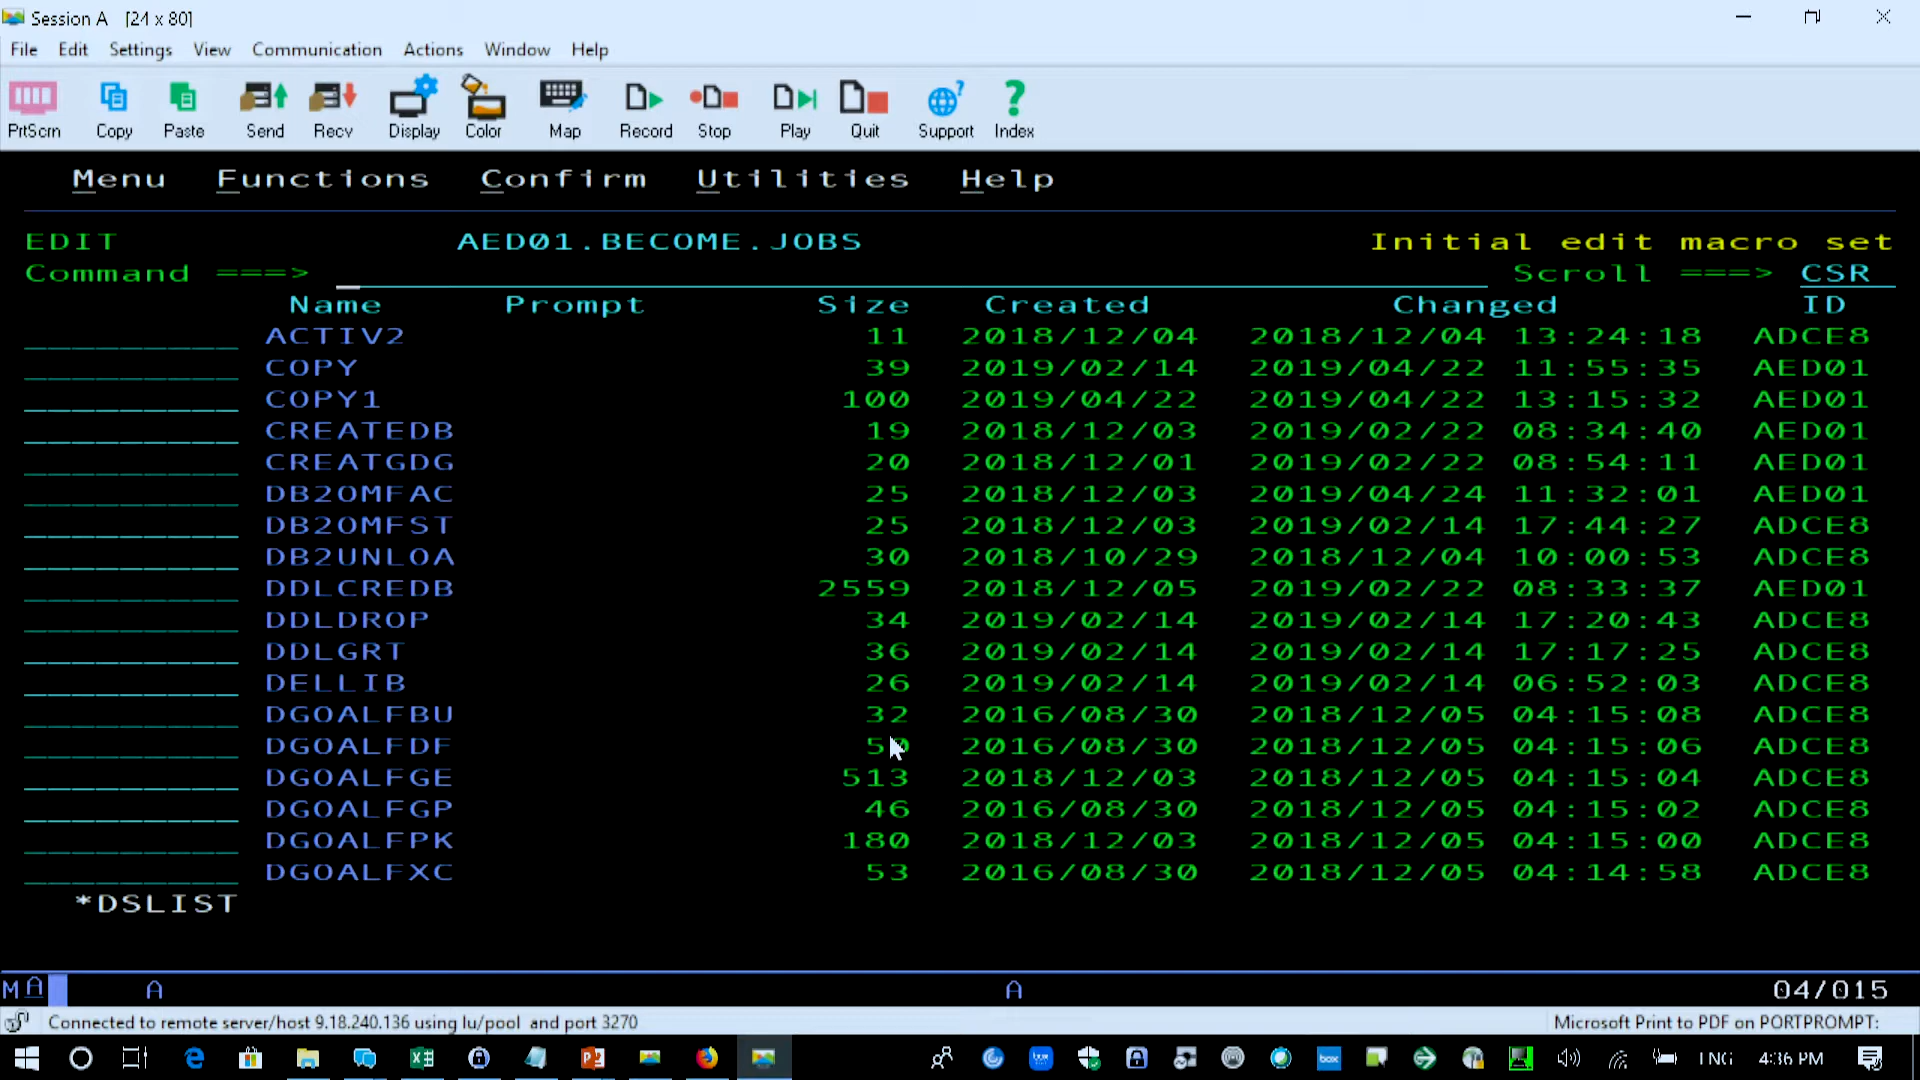 Session A [24 x 80]
File Edit Settings View Communication Actions Window Help
PrtScrn Copy Paste Send Recv Display Color Map Record Stop Play Quit Support Index
Menu Functions Confirm Utilities Help
EDIT AED01.BECOME.JOBS Initial edit macro set
Command ===> Scroll ===> CSR
Name Prompt Size Created Changed ID
ACTIV2 11 2018/12/04 2018/12/04 13:24:18 ADCE8
COPY 39 2019/02/14 2019/04/22 11:55:35 AED01
COPY1 100 2019/04/22 2019/04/22 13:15:32 AED01
CREATEDB 19 2018/12/03 2019/02/22 08:34:40 AED01
CREATGDG 20 2018/12/01 2019/02/22 08:54:11 AED01
DB2OMFAC 25 2018/12/03 2019/04/24 11:32:01 AED01
DB2OMFST 25 2018/12/03 2019/02/14 17:44:27 ADCE8
DB2UNLOA 30 2018/10/29 2018/12/04 10:00:53 ADCE8
DDLCREDB 2559 2018/12/05 2019/02/22 08:33:37 AED01
DDLDROP 34 2019/02/14 2019/02/14 17:20:43 ADCE8
DDLGRT 36 2019/02/14 2019/02/14 17:17:25 ADCE8
DELLIB 26 2019/02/14 2019/02/14 06:52:03 ADCE8
DGOALFBU 32 2016/08/30 2018/12/05 04:15:08 ADCE8
DGOALFDF 2016/08/30 2018/12/05 04:15:06 ADCE8
DGOALFGE 513 2018/12/03 2018/12/05 04:15:04 ADCE8
DGOALFGP 46 2016/08/30 2018/12/05 04:15:02 ADCE8
DGOALFPK 180 2018/12/03 2018/12/05 04:15:00 ADCE8
DGOALFXC 53 2016/08/30 2018/12/05 04:14:58 ADCE8
*DSLIST
MA A A 04/015
Connected to remote server/host 9.18.240.136 using lu/pool and port 3270 Microsoft Print to PDF on PORTPROMPT:
box ENG 4:36 PM